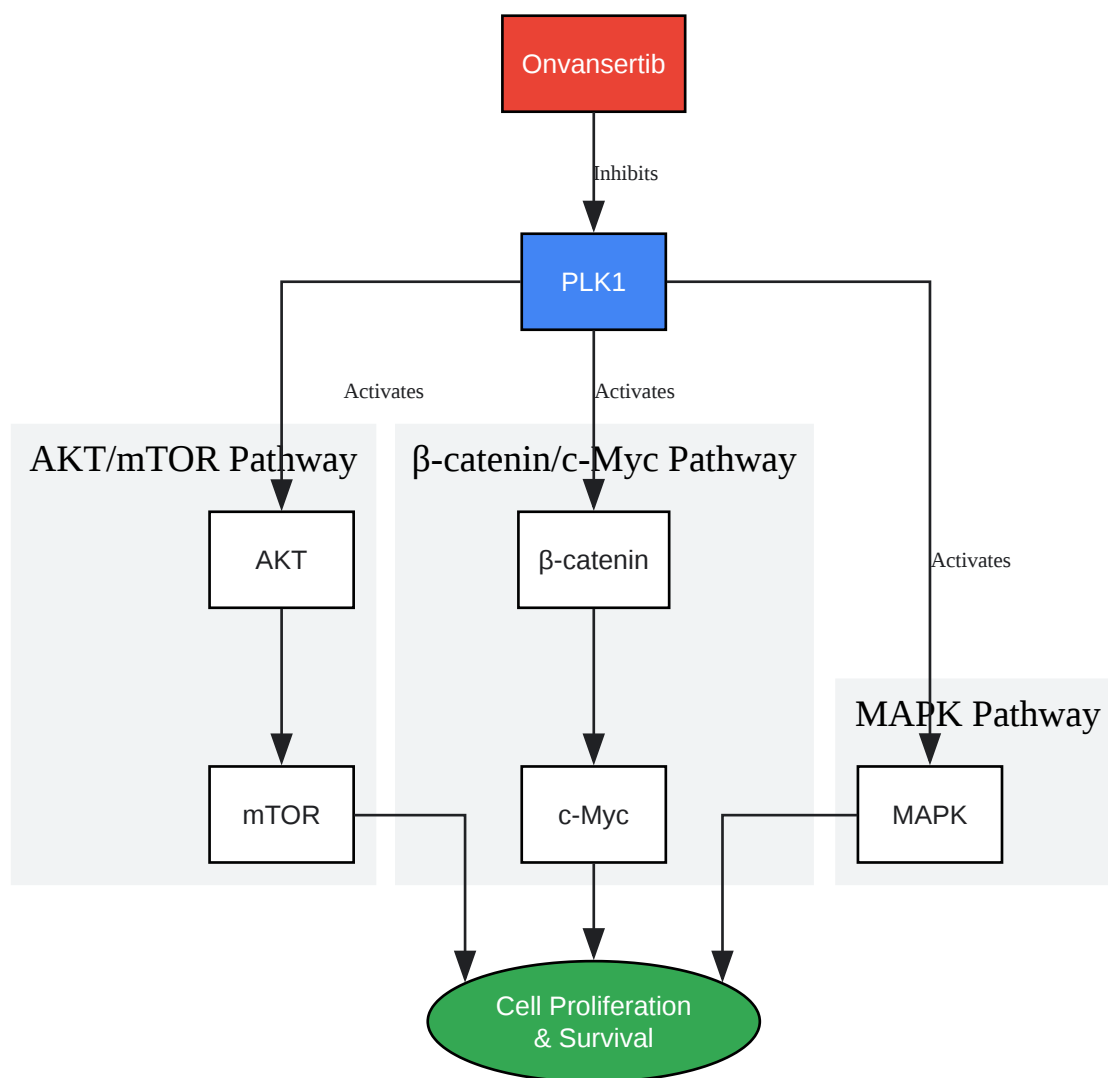 Onvansertib
Inhibits
PLK1
Activates
Activates
AKT/mTOR Pathway
β-catenin/c-Myc Pathway
AKT
β-catenin
Activates
MAPK Pathway
mTOR
c-Myc
MAPK
Cell Proliferation
& Survival